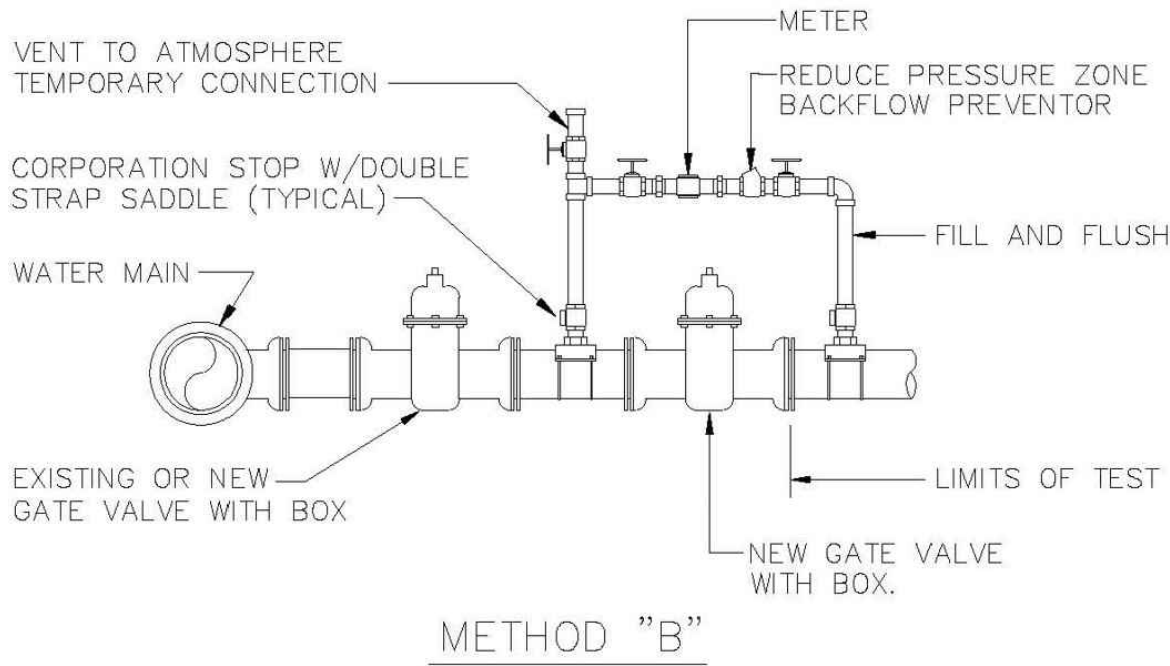 METER
VENT TO ATMOSPHERE
TEMPORARY CONNECTION
REDUCE PRESSURE ZONE
BACKFLOW PREVENTOR
CORPORATION STOP W/DOUBLE
STRAP SADDLE (TYPICAL)
FILL AND FLUSH
WATER MAIN
EXISTING OR NEW
GATE VALVE WITH BOX
LIMITS OF TEST
NEW GATE VALVE
WITH BOX.
METHOD "B"